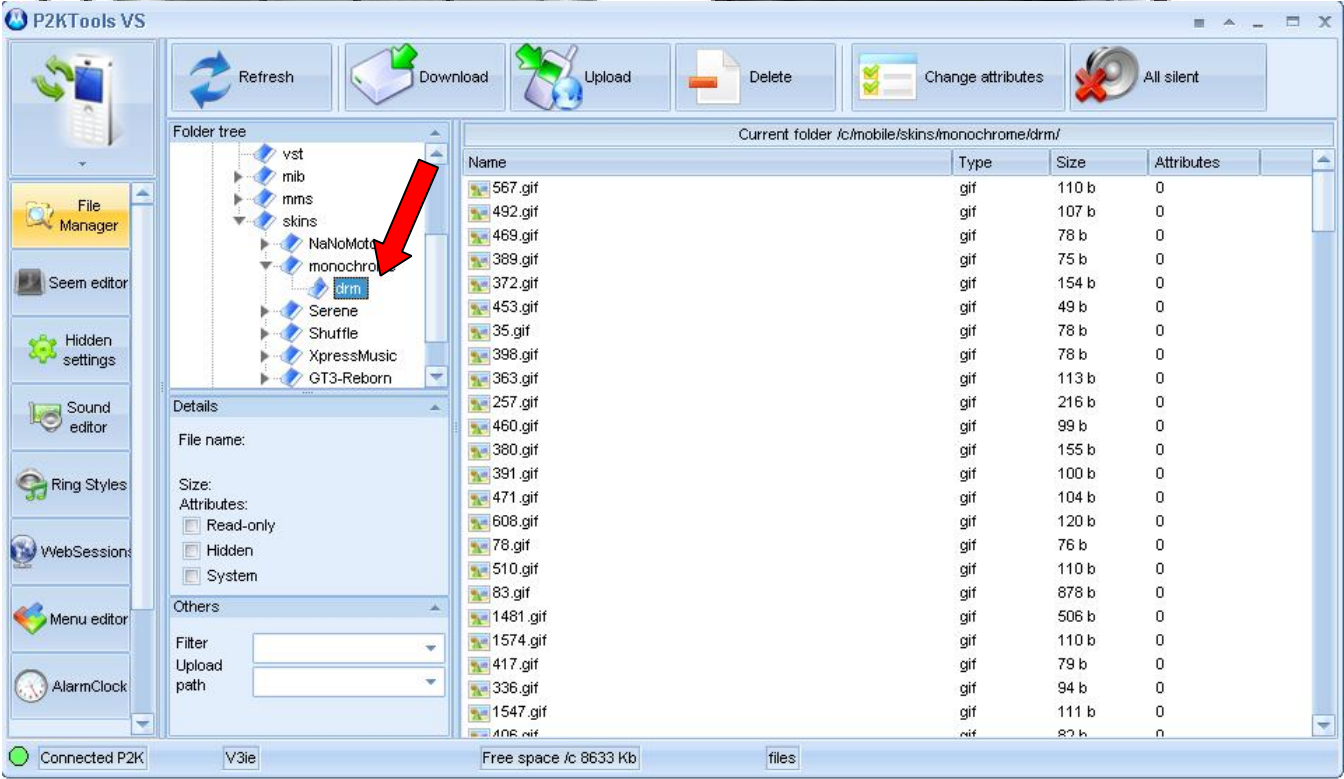 P2KTools VS
Refresh
Download
Upload
Delete
Change attributes
All silent
File
Manager
Seem editor
Hidden
settings
Sound
editor
Ring Styles
WebSessions
Menu editor
AlarmClock
Folder tree
vst
mib
mms
skins
NaNoMoto
monochrome
drm
Serene
Shuffle
XpressMusic
GT3-Reborn
Details
File name:
Size:
Attributes:
Read-only
Hidden
System
Others
Filter
Upload
path
Current folder /c/mobile/skins/monochrome/drm/
Name Type Size Attributes
567.gif gif 110 b 0
492.gif gif 107 b 0
469.gif gif 78 b 0
389.gif gif 75 b 0
372.gif gif 154 b 0
453.gif gif 49 b 0
35.gif gif 78 b 0
398.gif gif 78 b 0
363.gif gif 113 b 0
257.gif gif 216 b 0
460.gif gif 99 b 0
380.gif gif 155 b 0
391.gif gif 100 b 0
471.gif gif 104 b 0
608.gif gif 120 b 0
78.gif gif 76 b 0
510.gif gif 110 b 0
83.gif gif 878 b 0
1481.gif gif 506 b 0
1574.gif gif 110 b 0
417.gif gif 79 b 0
336.gif gif 94 b 0
1547.gif gif 111 b 0
406.gif gif 82 b 0
Connected P2K V3ie Free space /c 8633 Kb files